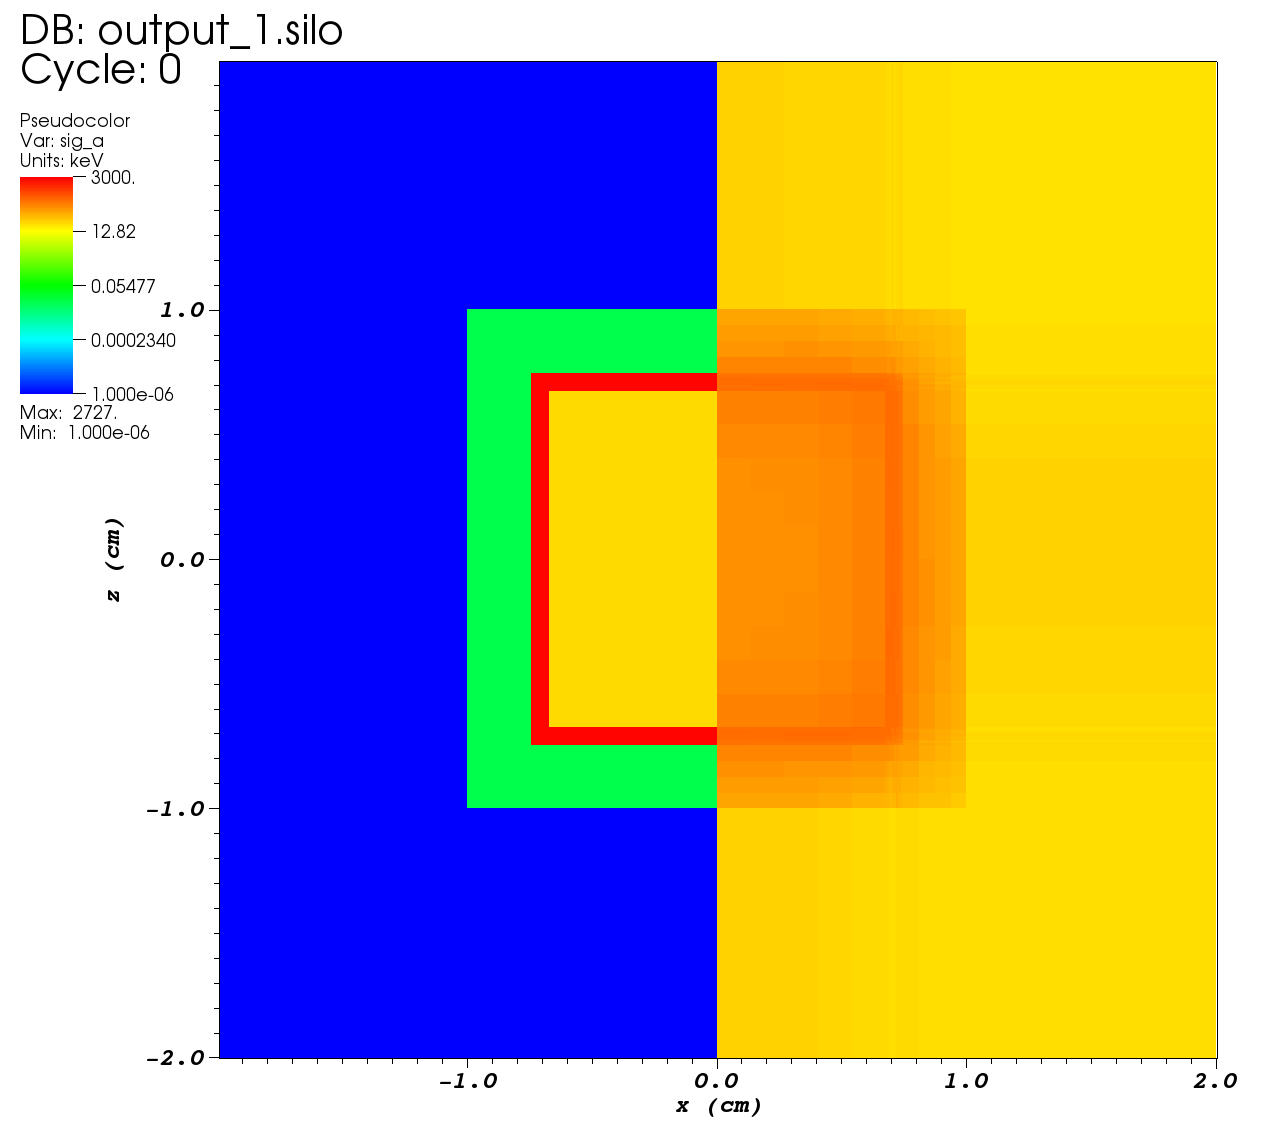 DB: output_1.silo
Cycle: 0
Pseudocolor
Var: sig_a
Units: keV
3000.
12.82
0.05477
0.0002340
1.000e-06
Max: 2727.
Min: 1.000e-06
1.0
0.0
-1.0
-2.0
z (cm)
-1.0
0.0
1.0
2.0
x (cm)